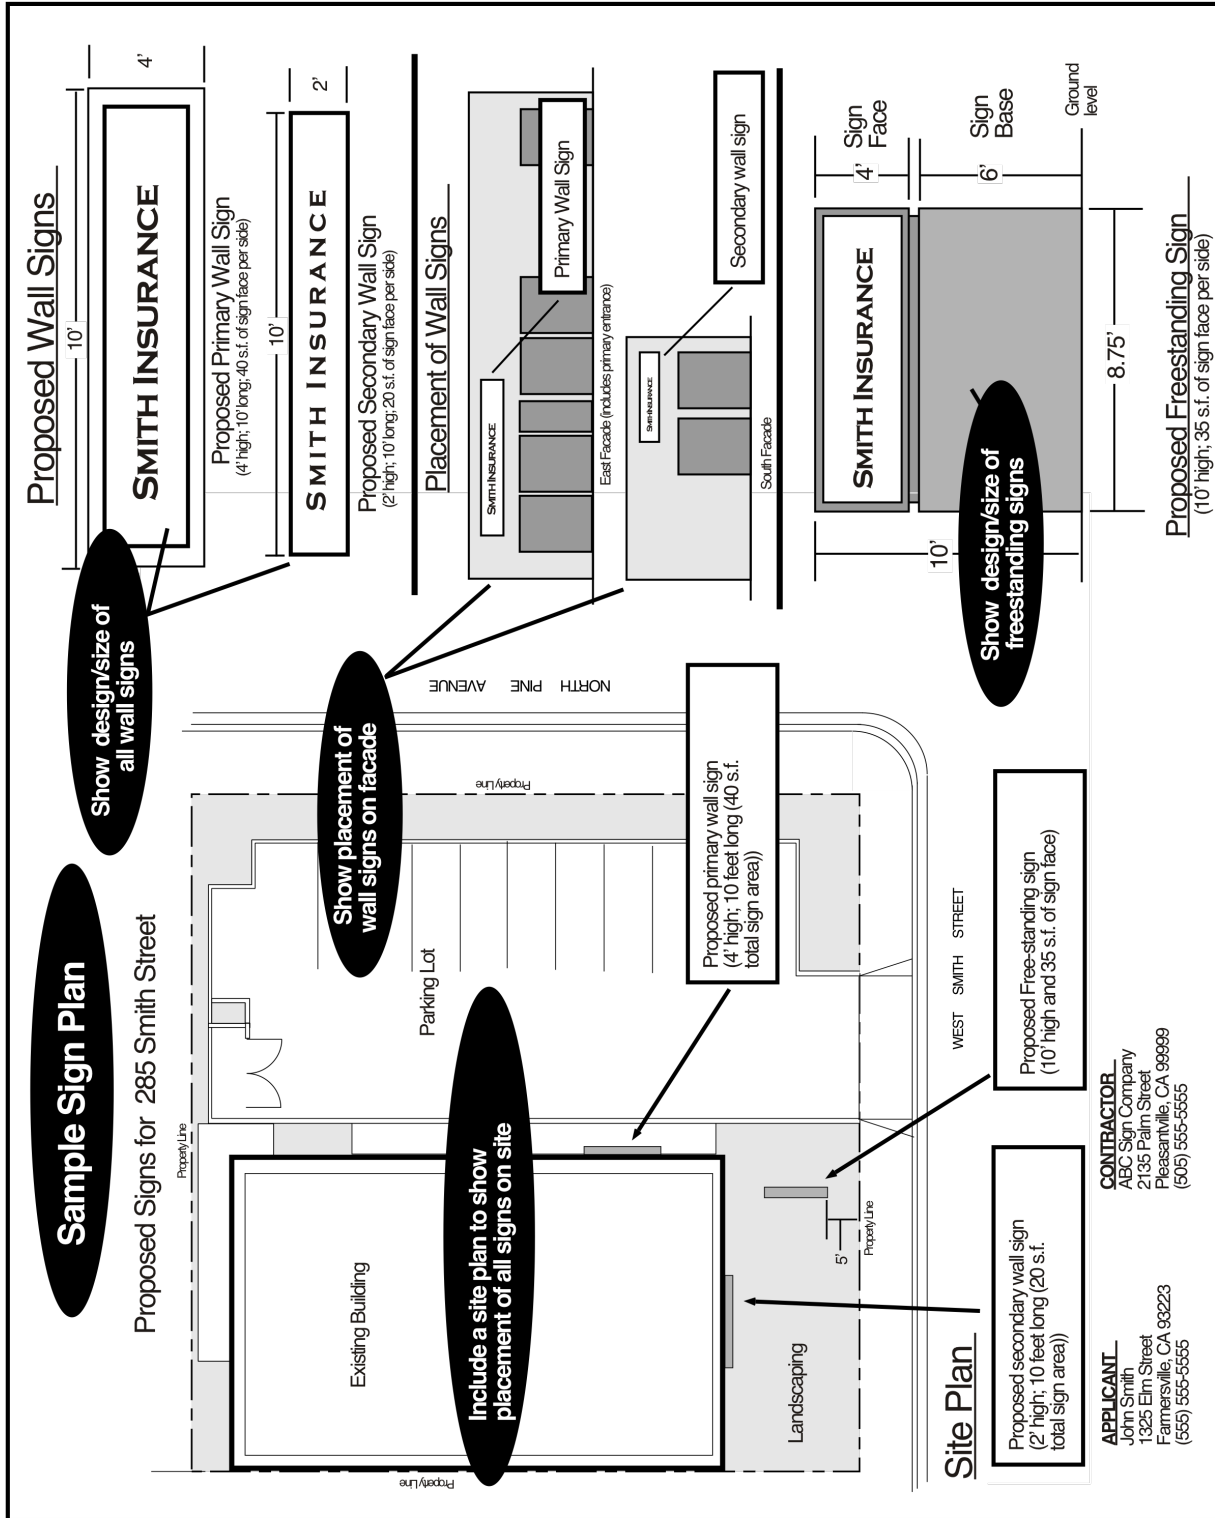 Sample Sign Plan
Proposed Signs for 285 Smith Street
Show design/size of
all wall signs
Proposed Wall Signs
10'
4'
SMITH INSURANCE
Proposed Primary Wall Sign
(4' high; 10' long; 40 s.f. of sign face per side)
10'
2'
SMITH INSURANCE
Proposed Secondary Wall Sign
(2' high; 10' long; 20 s.f. of sign face per side)
Placement of Wall Signs
Show placement of
wall signs on facade
SMITH INSURANCE
Primary Wall Sign
East Facade (includes primary entrance)
SMITH INSURANCE
Secondary wall sign
South Facade
SMITH INSURANCE
4'
Sign
Face
6'
Sign
Base
Ground
level
10'
8.75'
Show design/size of
freestanding signs
Proposed Freestanding Sign
(10' high; 35 s.f. of sign face per side)
Property Line
Property Line
Property Line
Property Line
Existing Building
Parking Lot
Include a site plan to show
placement of all signs on site
Landscaping
5'
NORTH PINE AVENUE
WEST SMITH STREET
Proposed primary wall sign
(4' high; 10 feet long (40 s.f.
total sign area))
Site Plan
Proposed secondary wall sign
(2' high; 10 feet long (20 s.f.
total sign area))
Proposed Free-standing sign
(10' high and 35 s.f. of sign face)
APPLICANT
John Smith
1325 Elm Street
Farmersville, CA 93223
(555) 555-5555
CONTRACTOR
ABC Sign Company
2135 Palm Street
Pleasantville, CA 99999
(505) 555-5555